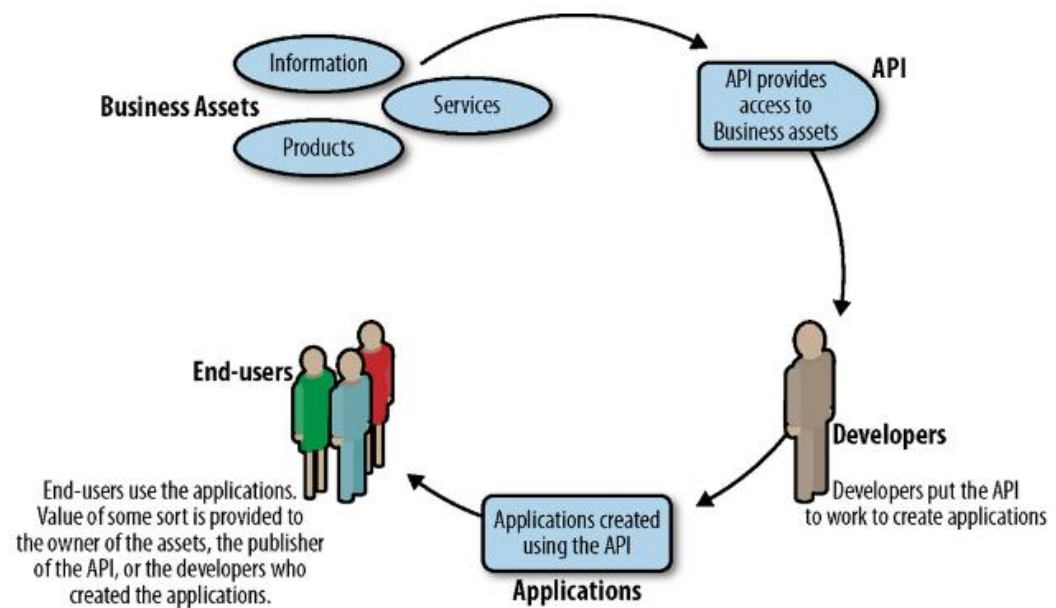 Information
Business Assets
Services
Products
API
API provides
access to
Business assets
End-users
End-users use the applications.
Value of some sort is provided to
the owner of the assets, the publisher
of the API, or the developers who
created the applications.
Applications created
using the API
Applications
Developers
Developers put the API
to work to create applications